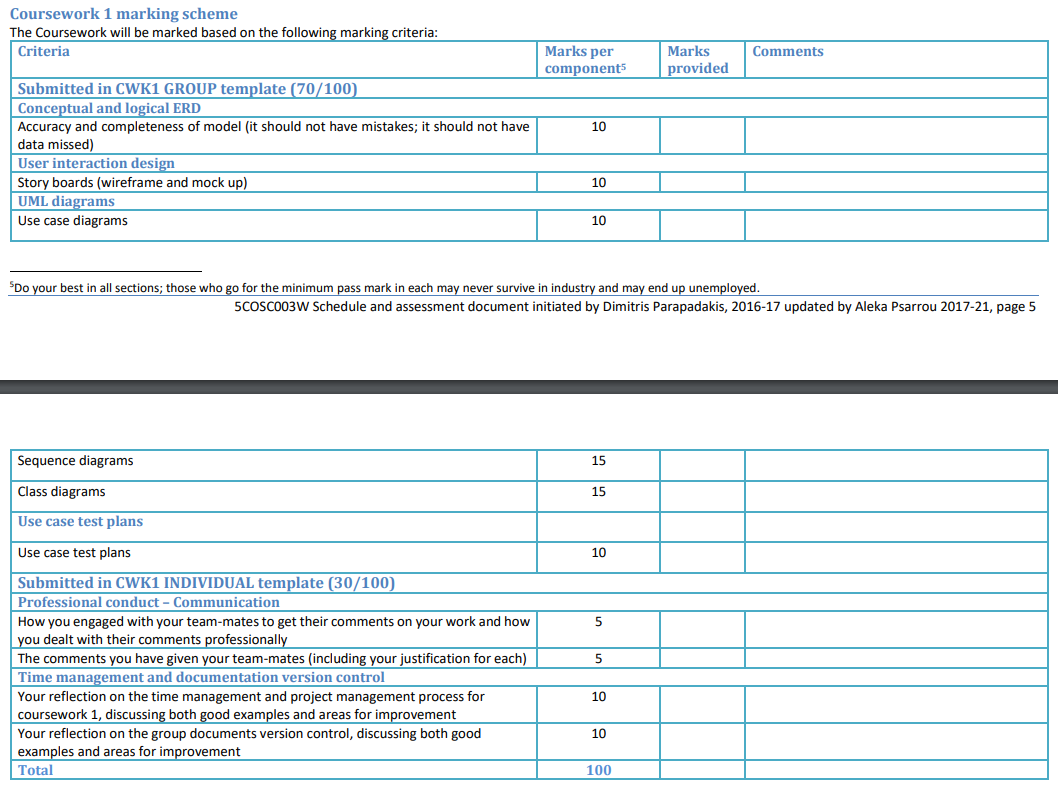 Coursework 1 marking scheme
The Coursework will be marked based on the following marking criteria:
Criteria Marks per component⁵ Marks provided Comments
Submitted in CWK1 GROUP template (70/100)
Conceptual and logical ERD
Accuracy and completeness of model (it should not have mistakes; it should not have
data missed) 10
User interaction design
Story boards (wireframe and mock up) 10
UML diagrams
Use case diagrams 10
⁵Do your best in all sections; those who go for the minimum pass mark in each may never survive in industry and may end up unemployed.
5COSC003W Schedule and assessment document initiated by Dimitris Parapadakis, 2016-17 updated by Aleka Psarrou 2017-21, page 5
Sequence diagrams 15
Class diagrams 15
Use case test plans
Use case test plans 10
Submitted in CWK1 INDIVIDUAL template (30/100)
Professional conduct – Communication
How you engaged with your team-mates to get their comments on your work and how
you dealt with their comments professionally 5
The comments you have given your team-mates (including your justification for each) 5
Time management and documentation version control
Your reflection on the time management and project management process for
coursework 1, discussing both good examples and areas for improvement 10
Your reflection on the group documents version control, discussing both good
examples and areas for improvement 10
Total 100